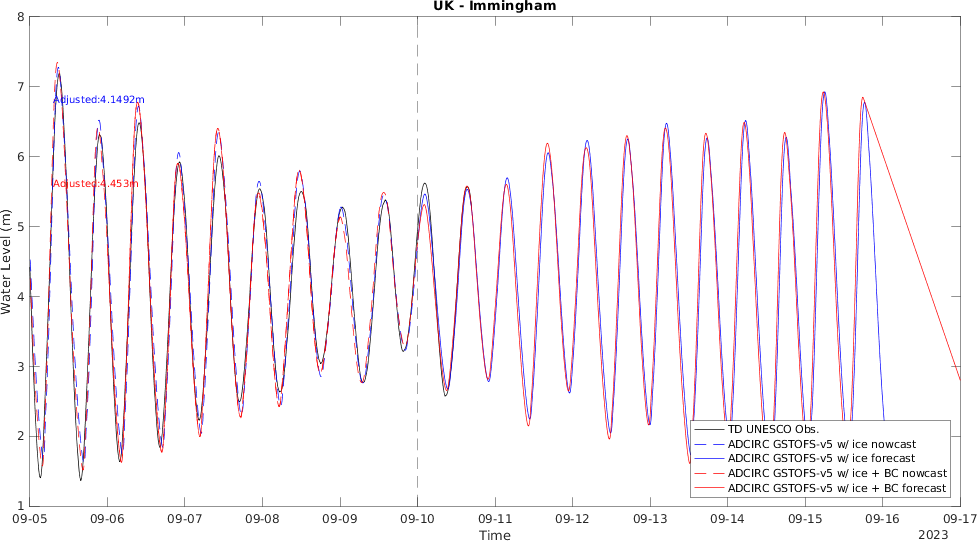 UK - Immingham
8
7
6
5
4
3
2
1
Water Level (m)
Adjusted:4.1492m
Adjusted:4.453m
TD UNESCO Obs.
ADCIRC GSTOFS-v5 w/ ice nowcast
ADCIRC GSTOFS-v5 w/ ice forecast
ADCIRC GSTOFS-v5 w/ ice + BC nowcast
ADCIRC GSTOFS-v5 w/ ice + BC forecast
09-05 09-06 09-07 09-08 09-09 09-10 09-11 09-12 09-13 09-14 09-15 09-16 09-17
Time
2023